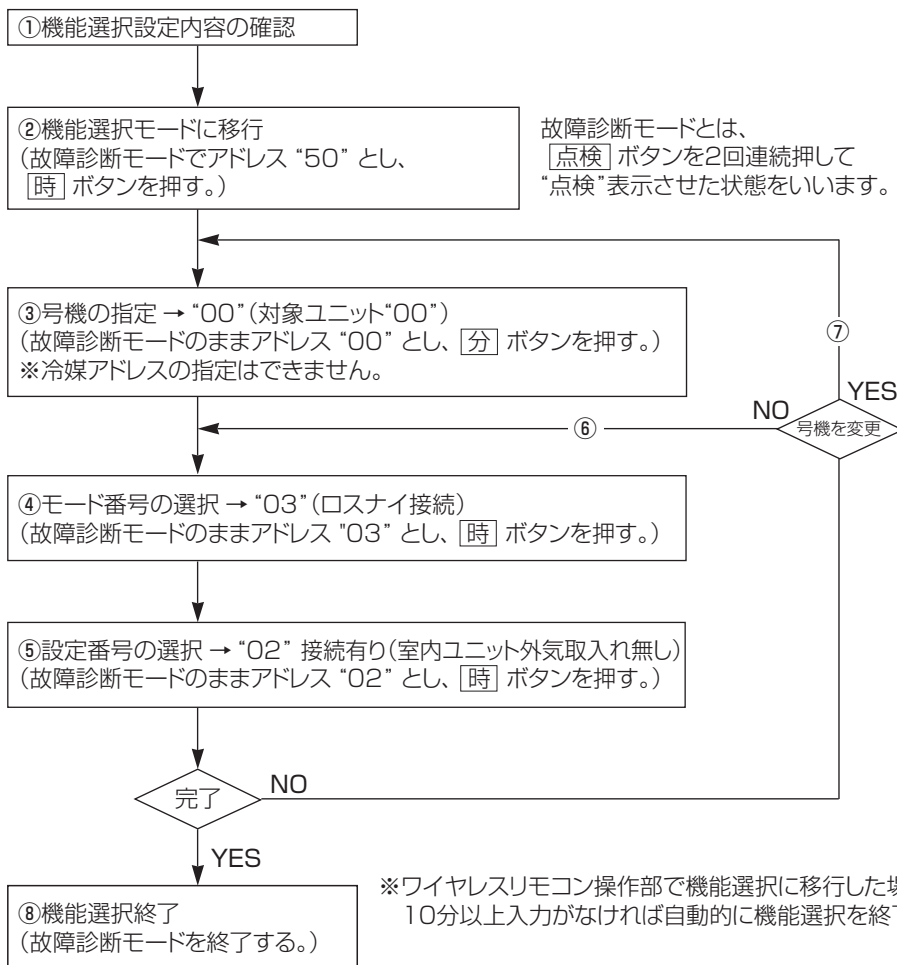 ①機能選択設定内容の確認
②機能選択モードに移行
(故障診断モードでアドレス “50” とし、
時 ボタンを押す。)
故障診断モードとは、
点検 ボタンを2回連続押して
“点検”表示させた状態をいいます。
③号機の指定 → “00”(対象ユニット“00”)
(故障診断モードのままアドレス “00” とし、 分 ボタンを押す。)
※冷媒アドレスの指定はできません。
⑦
YES
NO
号機を変更
⑥
④モード番号の選択 → “03”(ロスナイ接続)
(故障診断モードのままアドレス "03” とし、 時 ボタンを押す。)
⑤設定番号の選択 → “02” 接続有り(室内ユニット外気取入れ無し)
(故障診断モードのままアドレス “02” とし、 時 ボタンを押す。)
完了
NO
YES
⑧機能選択終了
(故障診断モードを終了する。)
※ワイヤレスリモコン操作部で機能選択に移行した
10分以上入力がなければ自動的に機能選択を終